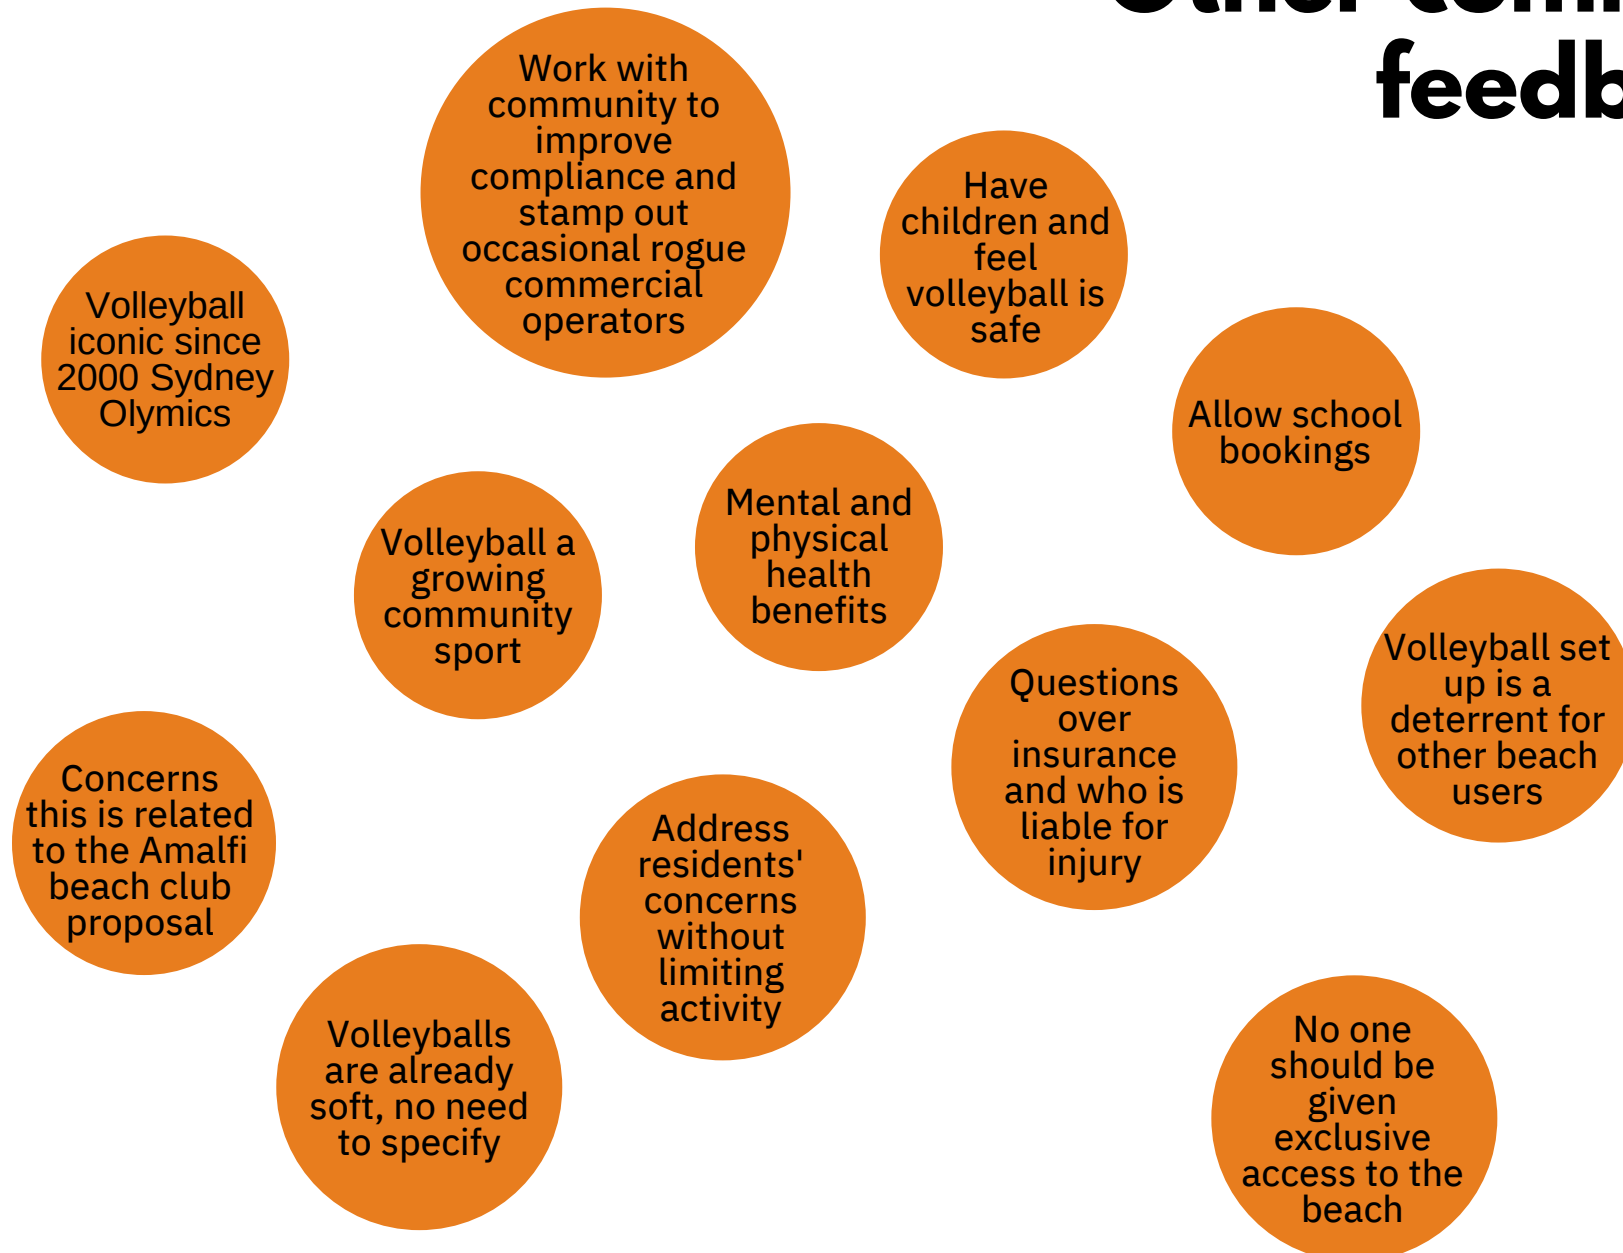 Other
feedb
Work with
community to
improve
compliance and
stamp out
occasional rogue
commercial
operators
Have
children and
feel
volleyball is
safe
Volleyball
iconic since
2000 Sydney
Olymics
Allow school
bookings
Mental and
physical
health
benefits
Volleyball a
growing
community
sport
Volleyball set
up is a
deterrent for
other beach
users
Questions
over
insurance
and who is
liable for
injury
Concerns
this is related
to the Amalfi
beach club
proposal
Address
residents'
concerns
without
limiting
activity
Volleyballs
are already
soft, no need
to specify
No one
should be
given
exclusive
access to the
beach